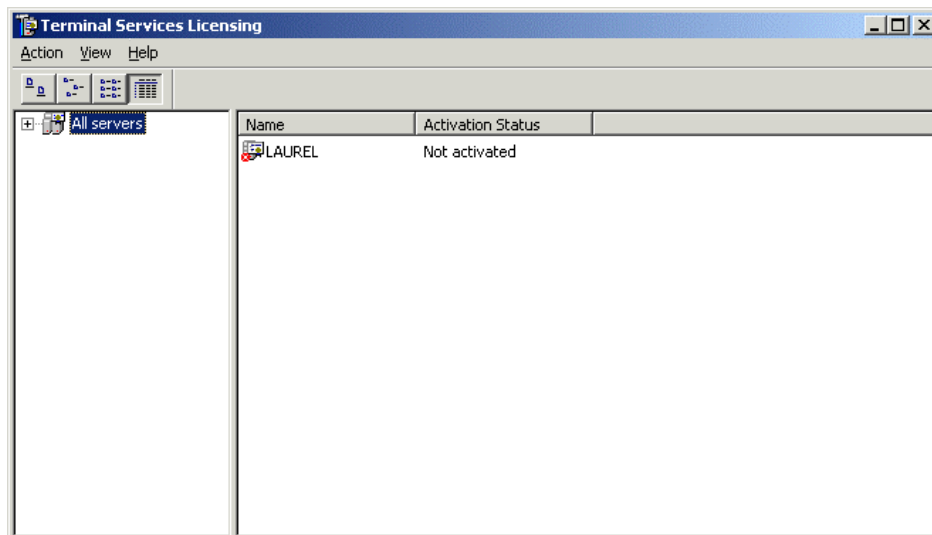 Terminal Services Licensing
Action View Help
All servers
Name Activation Status
LAUREL Not activated